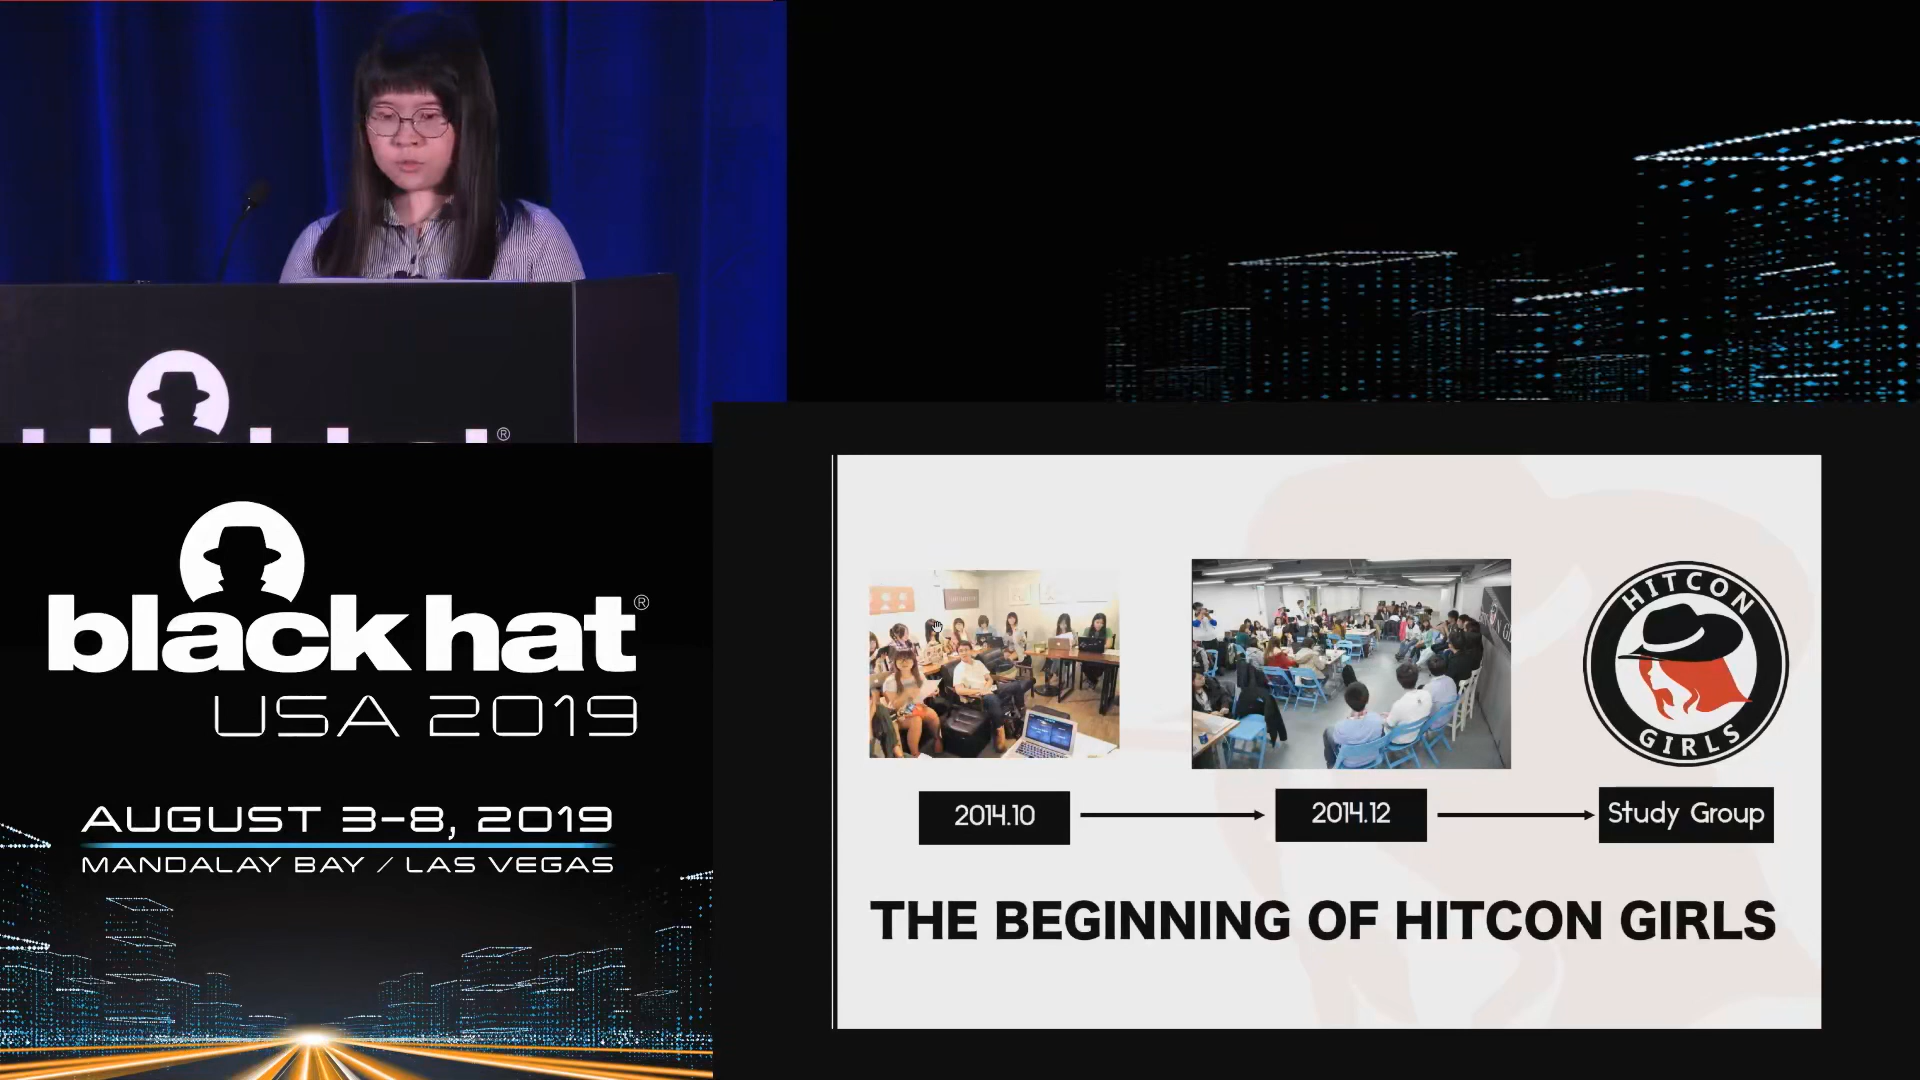 ®
black hat®
USA 2019
AUGUST 3-8, 2019
MANDALAY BAY / LAS VEGAS
HITCON
GIRLS
2014.10
2014.12
Study Group
THE BEGINNING OF HITCON GIRLS